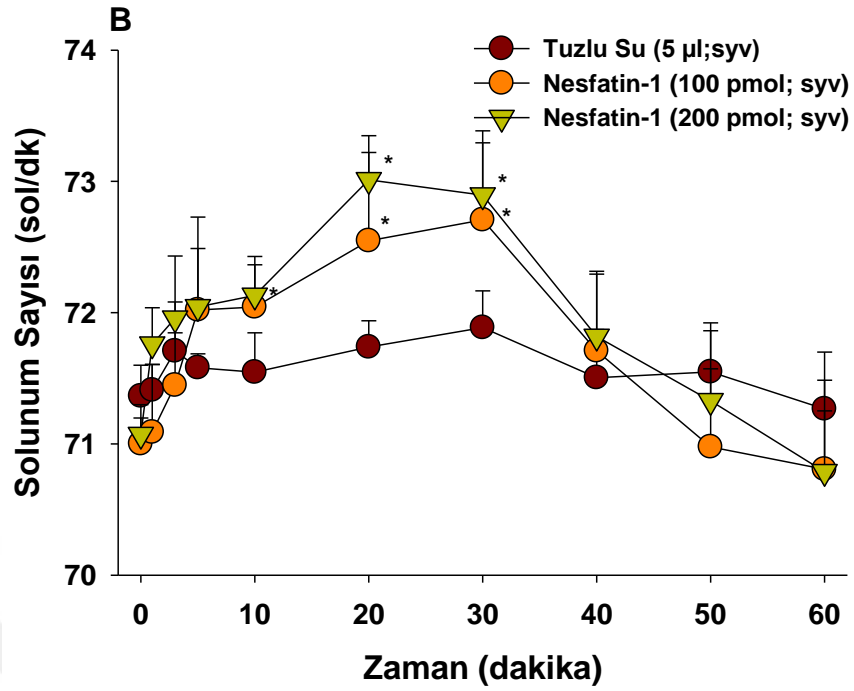 B
Tuzlu Su (5 µl;syv)
Nesfatin-1 (100 pmol; syv)
Nesfatin-1 (200 pmol; syv)
Solunum Sayısı (sol/dk)
74
73
72
71
70
*
*
*
*
*
0 10 20 30 40 50 60
Zaman (dakika)